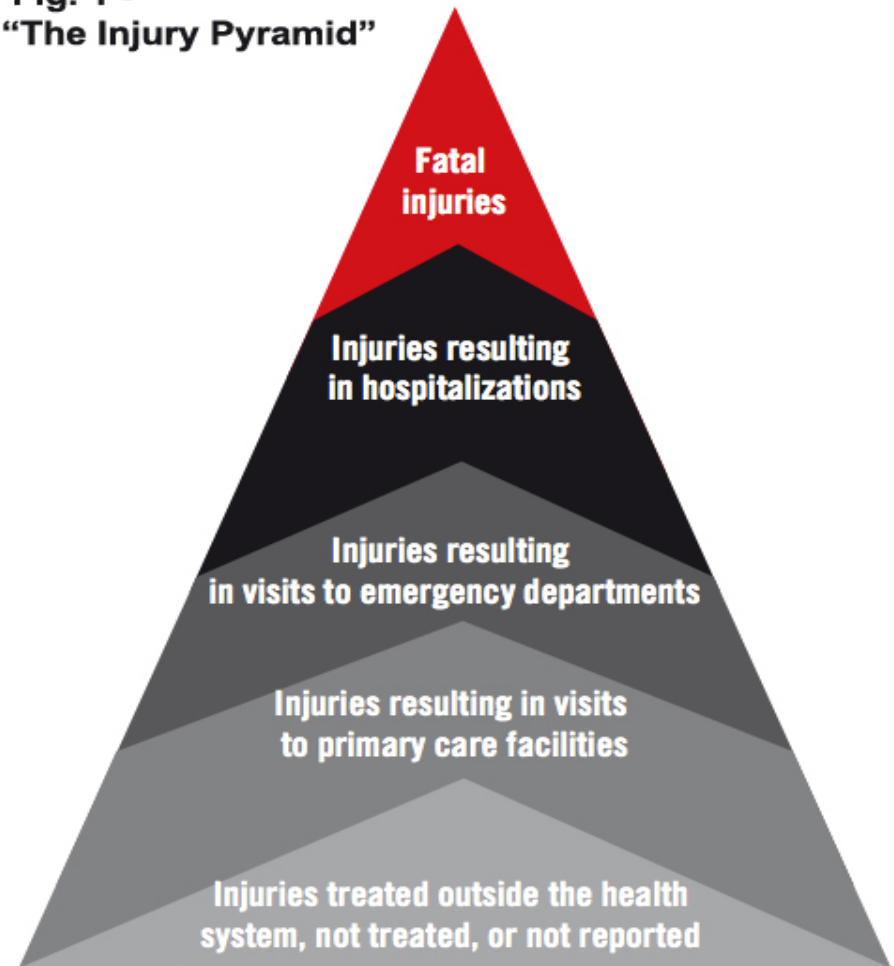 “The Injury Pyramid”
Fatal
injuries
Injuries resulting
in hospitalizations
Injuries resulting
in visits to emergency departments
Injuries resulting in visits
to primary care facilities
Injuries treated outside the health
system, not treated, or not reported